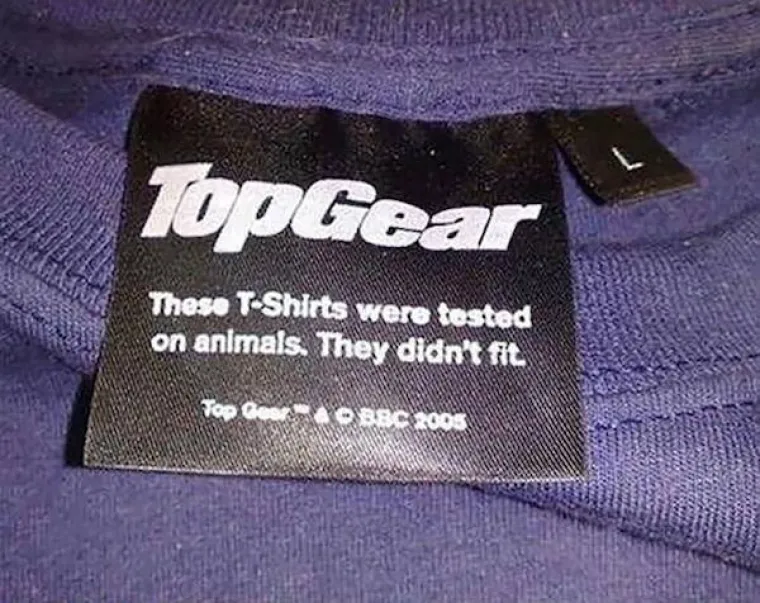 TopGear
L
These T-Shirts were tested
on animals. They didn't fit.
Top Gear™ & © BBC 2005